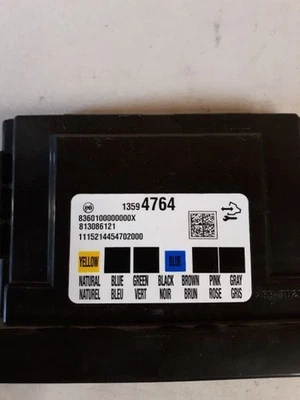 13594764
8360100000000X
813086121
1115214454702000
YELLOW BLUE
NATURAL BLUE GREEN BLACK BROWN PINK GRAY
NATUREL BLEU VERT NOIR BRUN ROSE GRIS